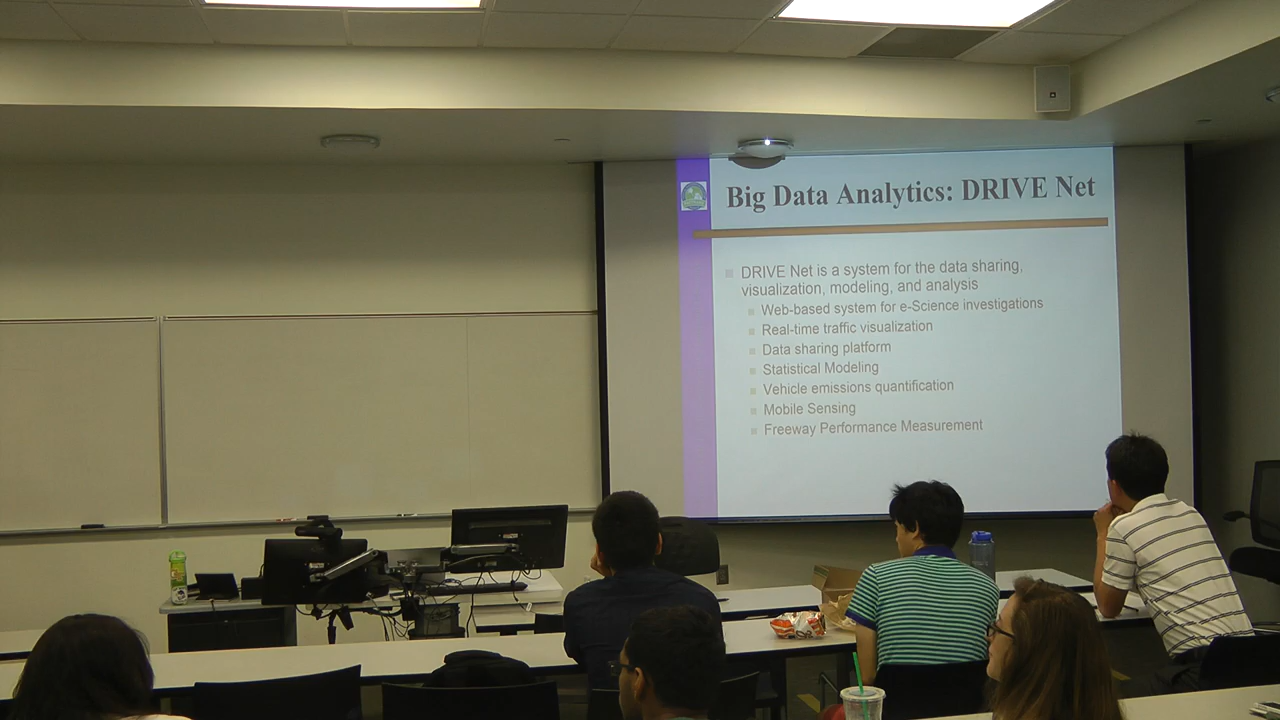 Big Data Analytics: DRIVE Net
DRIVE Net is a system for the data sharing,
visualization, modeling, and analysis
Web-based system for e-Science investigations
Real-time traffic visualization
Data sharing platform
Statistical Modeling
Vehicle emissions quantification
Mobile Sensing
Freeway Performance Measurement